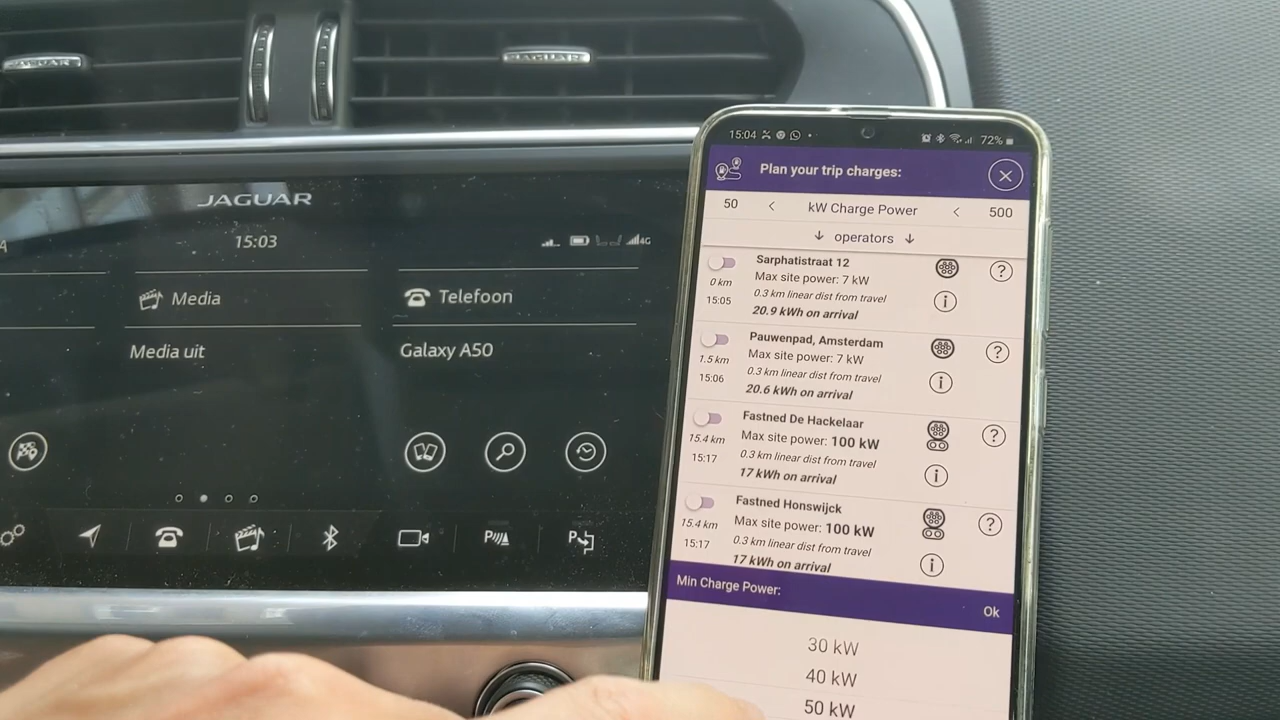 JAGUAR
JAGUAR
JAGUAR
15:03
4G
A
Media
Telefoon
Media uit
Galaxy A50
P
P
15:04
72%
Plan your trip charges:
50 < kW Charge Power < 500
↓ operators ↓
Sarphatistraat 12
Max site power: 7 kW
0 km
0.3 km linear dist from travel
15:05
20.9 kWh on arrival
i
?
Pauwenpad, Amsterdam
Max site power: 7 kW
1.5 km
0.3 km linear dist from travel
15:06
20.6 kWh on arrival
i
?
Fastned De Hackelaar
Max site power: 100 kW
15.4 km
0.3 km linear dist from travel
15:17
17 kWh on arrival
i
?
Fastned Honswijck
Max site power: 100 kW
15.4 km
0.3 km linear dist from travel
15:17
17 kWh on arrival
i
?
Min Charge Power:
Ok
30 kW
40 kW
50 kW